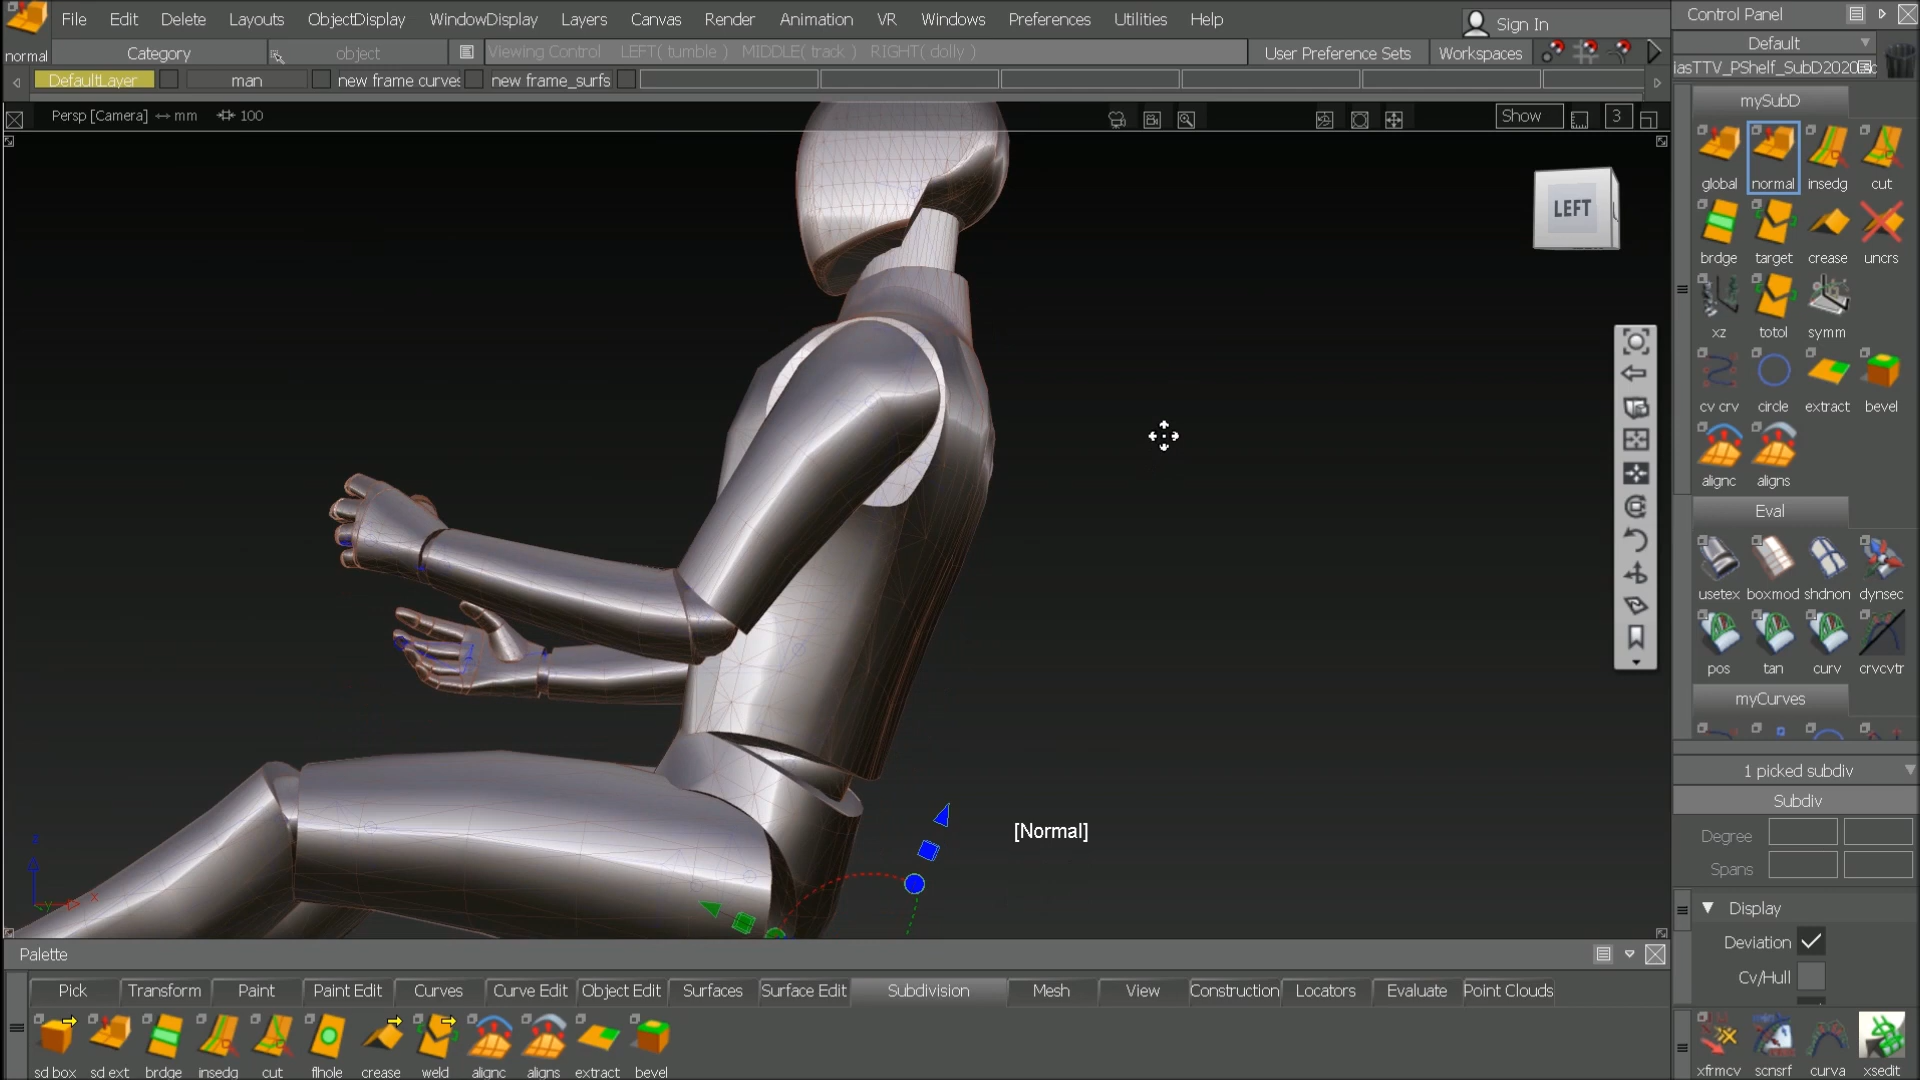 File Edit Delete Layouts ObjectDisplay WindowDisplay Layers Canvas Render Animation VR Windows Preferences Utilities Help
Sign In
Control Panel
normal
Category
object
Viewing Control LEFT( tumble ) MIDDLE( track ) RIGHT( dolly )
User Preference Sets
Workspaces
Default
iasTTV_PShelf_SubD2020
DefaultLayer
man
new frame curves
new frame_surfs
mySubD
Persp [Camera] mm 100
Show
3
LEFT
global normal insedg cut
brdge target crease uncrs
xz totol symm
cv crv circle extract bevel
alignc aligns
Eval
usetex boxmod shdnon dynsec
pos tan curv crvcvtr
myCurves
1 picked subdiv
Subdiv
Degree
Spans
Display
Deviation
Cv/Hull
xfrmcv scnsrf curva xsedit
[Normal]
x
Palette
Pick Transform Paint Paint Edit Curves Curve Edit Object Edit Surfaces Surface Edit Subdivision Mesh View Construction Locators Evaluate Point Clouds
sd box sd ext brdge insedg cut flhole crease weld alignc aligns extract bevel